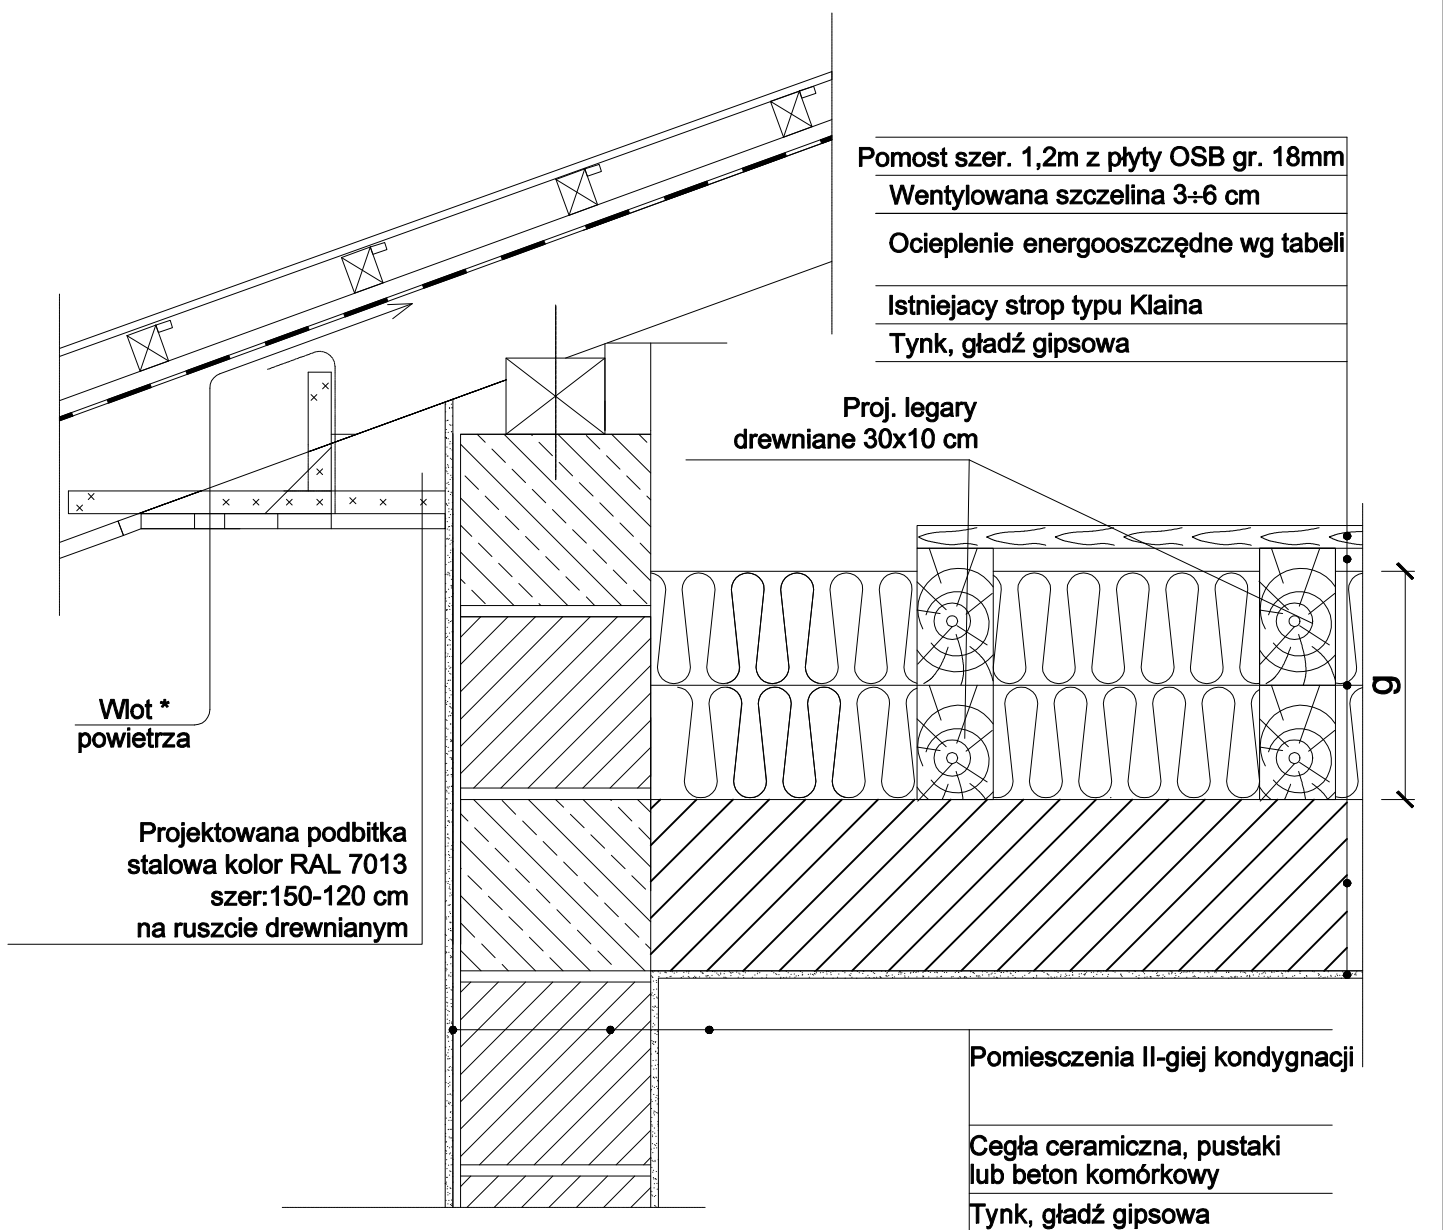 Pomost szer. 1,2m z płyty OSB gr. 18mm
Wentylowana szczelina 3÷6 cm
Ocieplenie energooszczędne wg tabeli
Istniejacy strop typu Klaina
Tynk, gładź gipsowa
Proj. legary
drewniane 30x10 cm
g
Wlot *
powietrza
Projektowana podbitka
stalowa kolor RAL 7013
szer:150-120 cm
na ruszcie drewnianym
Pomiesczenia II-giej kondygnacji
Cegła ceramiczna, pustaki
lub beton komórkowy
Tynk, gładź gipsowa